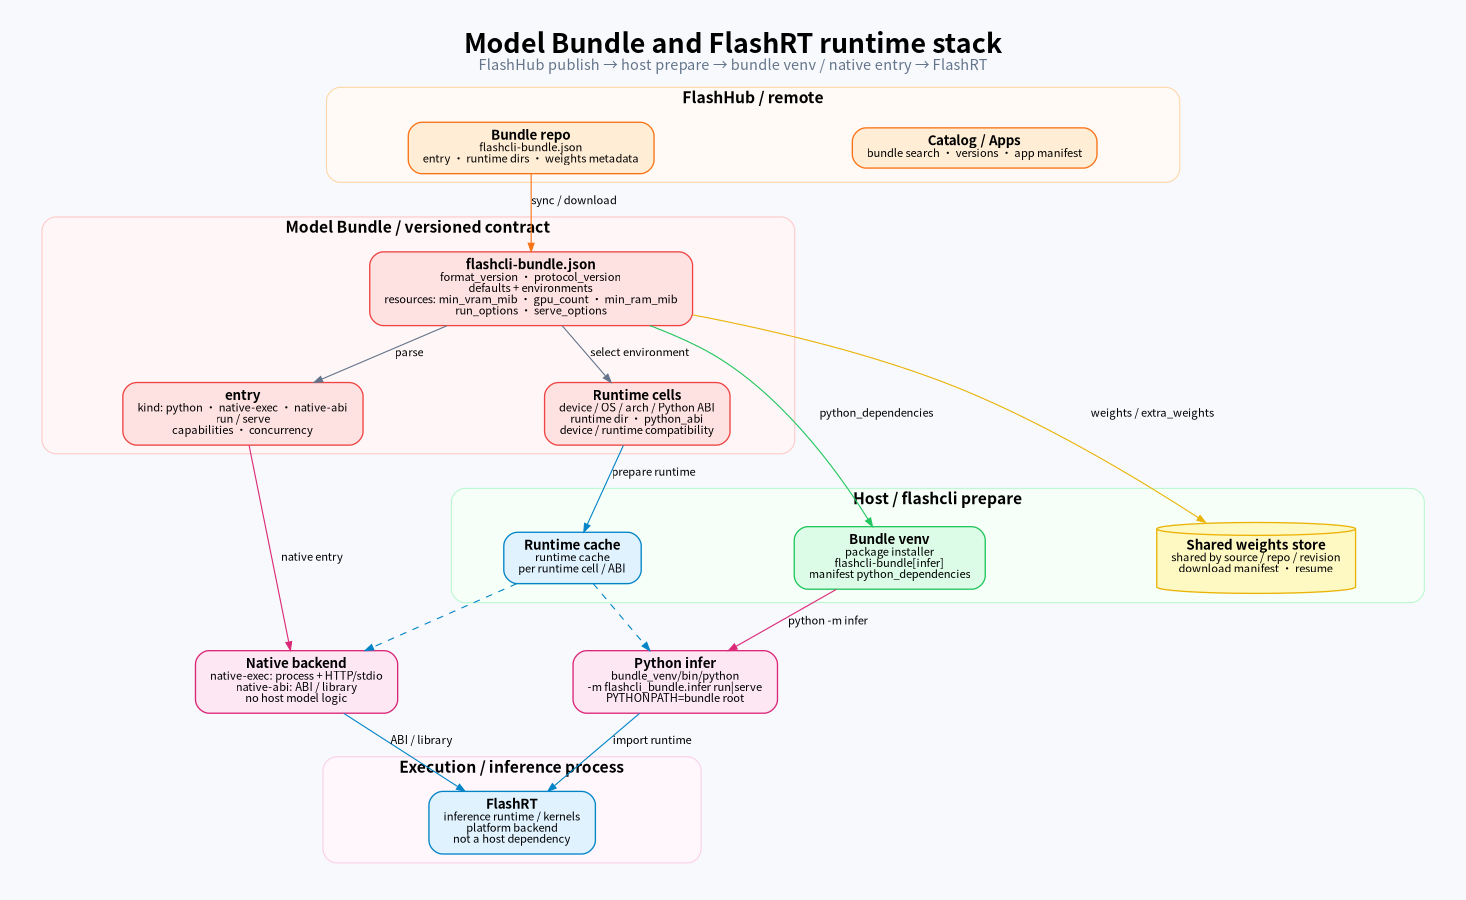 Model Bundle and FlashRT runtime stack
FlashHub publish → host prepare → bundle venv / native entry → FlashRT
FlashHub / remote
Bundle repo
flashcli-bundle.json
entry • runtime dirs • weights metadata
Catalog / Apps
bundle search • versions • app manifest
sync / download
Model Bundle / versioned contract
flashcli-bundle.json
format_version • protocol_version
defaults + environments
resources: min_vram_mib • gpu_count • min_ram_mib
run_options • serve_options
parse
select environment
entry
kind: python • native-exec • native-abi
run / serve
capabilities • concurrency
Runtime cells
device / OS / arch / Python ABI
runtime dir • python_abi
device / runtime compatibility
python_dependencies
weights / extra_weights
prepare runtime
Host / flashcli prepare
Runtime cache
runtime cache
per runtime cell / ABI
Bundle venv
package installer
flashcli-bundle[infer]
manifest python_dependencies
Shared weights store
shared by source / repo / revision
download manifest • resume
native entry
python -m infer
Native backend
native-exec: process + HTTP/stdio
native-abi: ABI / library
no host model logic
Python infer
bundle_venv/bin/python
-m flashcli_bundle.infer run|serve
PYTHONPATH=bundle root
ABI / library
import runtime
Execution / inference process
FlashRT
inference runtime / kernels
platform backend
not a host dependency